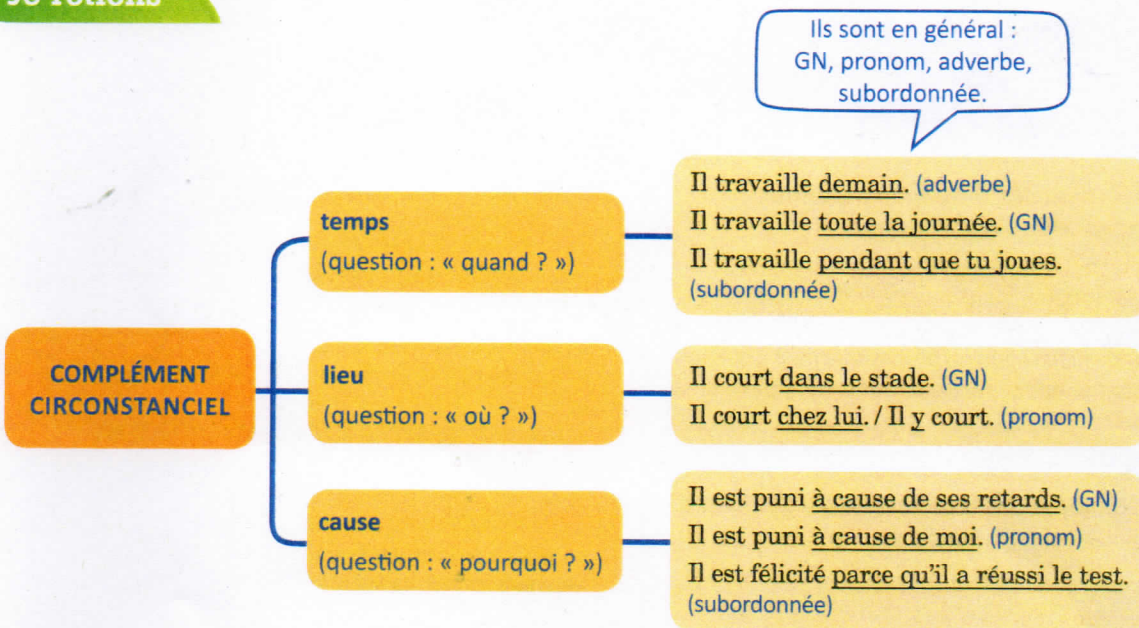 Ils sont en général :
GN, pronom, adverbe,
subordonnée.
temps
(question : « quand ? »)
Il travaille demain. (adverbe)
Il travaille toute la journée. (GN)
Il travaille pendant que tu joues.
(subordonnée)
COMPLÉMENT
CIRCONSTANCIEL
lieu
(question : « où ? »)
Il court dans le stade. (GN)
Il court chez lui. / Il y court. (pronom)
cause
(question : « pourquoi ? »)
Il est puni à cause de ses retards. (GN)
Il est puni à cause de moi. (pronom)
Il est félicité parce qu'il a réussi le test.
(subordonnée)